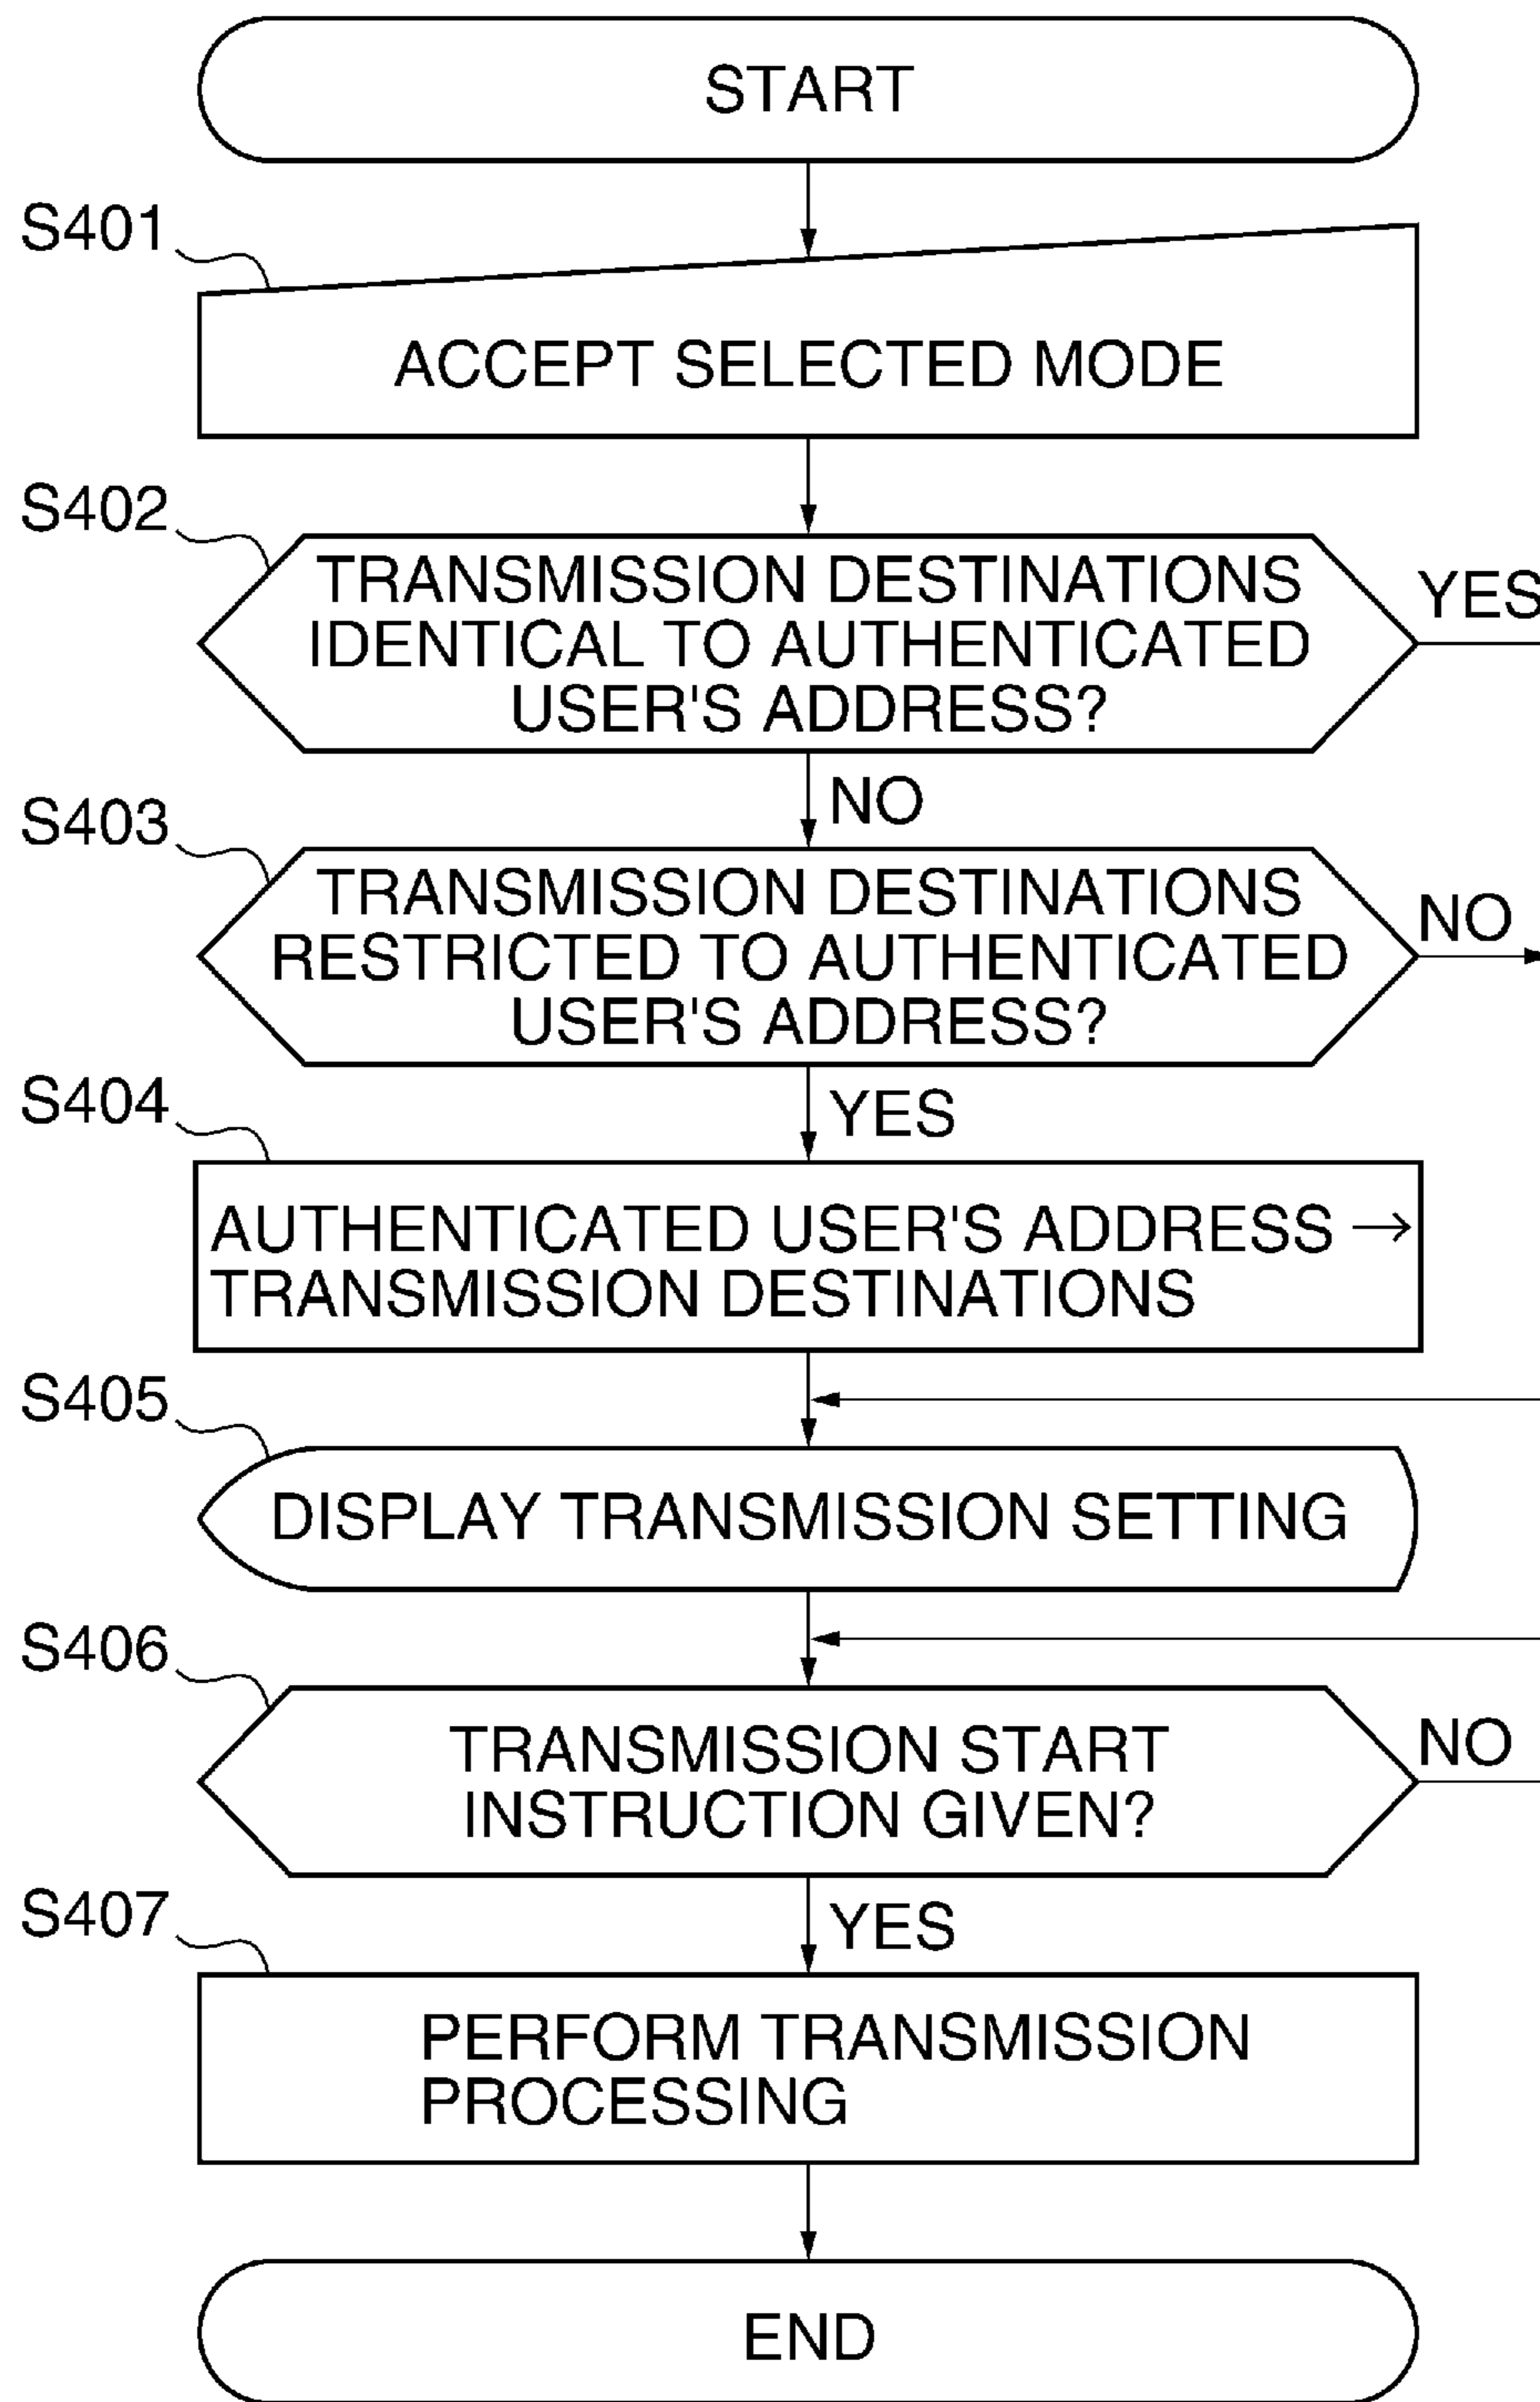 START
S401
ACCEPT SELECTED MODE
S402
TRANSMISSION DESTINATIONS
IDENTICAL TO AUTHENTICATED
USER'S ADDRESS?
YES
NO
S403
TRANSMISSION DESTINATIONS
RESTRICTED TO AUTHENTICATED
USER'S ADDRESS?
NO
YES
S404
AUTHENTICATED USER'S ADDRESS →
TRANSMISSION DESTINATIONS
S405
DISPLAY TRANSMISSION SETTING
S406
TRANSMISSION START
INSTRUCTION GIVEN?
NO
YES
S407
PERFORM TRANSMISSION
PROCESSING
END